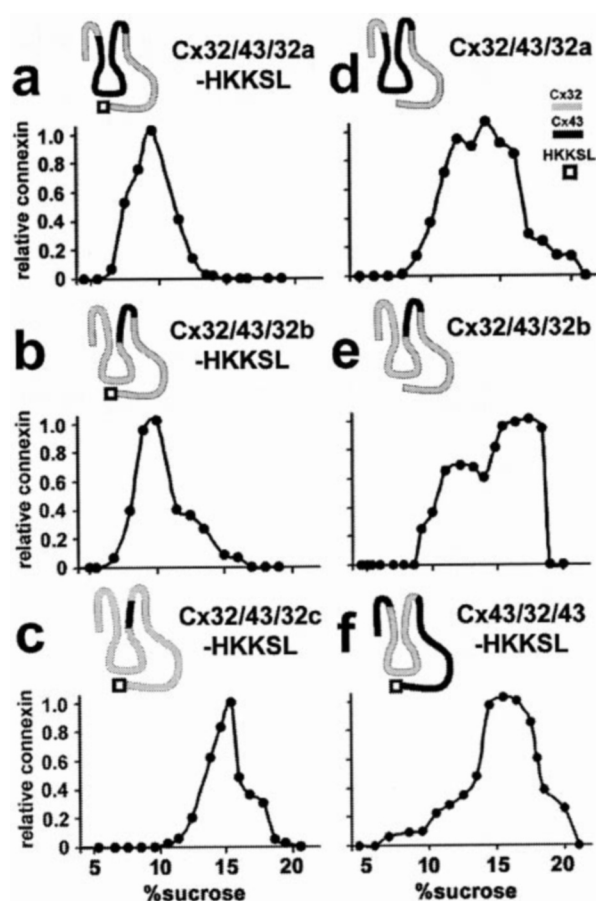 a
Cx32/43/32a
-HKKSL
relative connexin
1.0
0.8
0.6
0.4
0.2
0
d
Cx32/43/32a
Cx32
Cx43
HKKSL
b
Cx32/43/32b
-HKKSL
relative connexin
1.0
0.8
0.6
0.4
0.2
0
e
Cx32/43/32b
c
Cx32/43/32c
-HKKSL
relative connexin
1.0
0.8
0.6
0.4
0.2
0
5 10 15 20
%sucrose
f
Cx43/32/43
-HKKSL
5 10 15 20
%sucrose